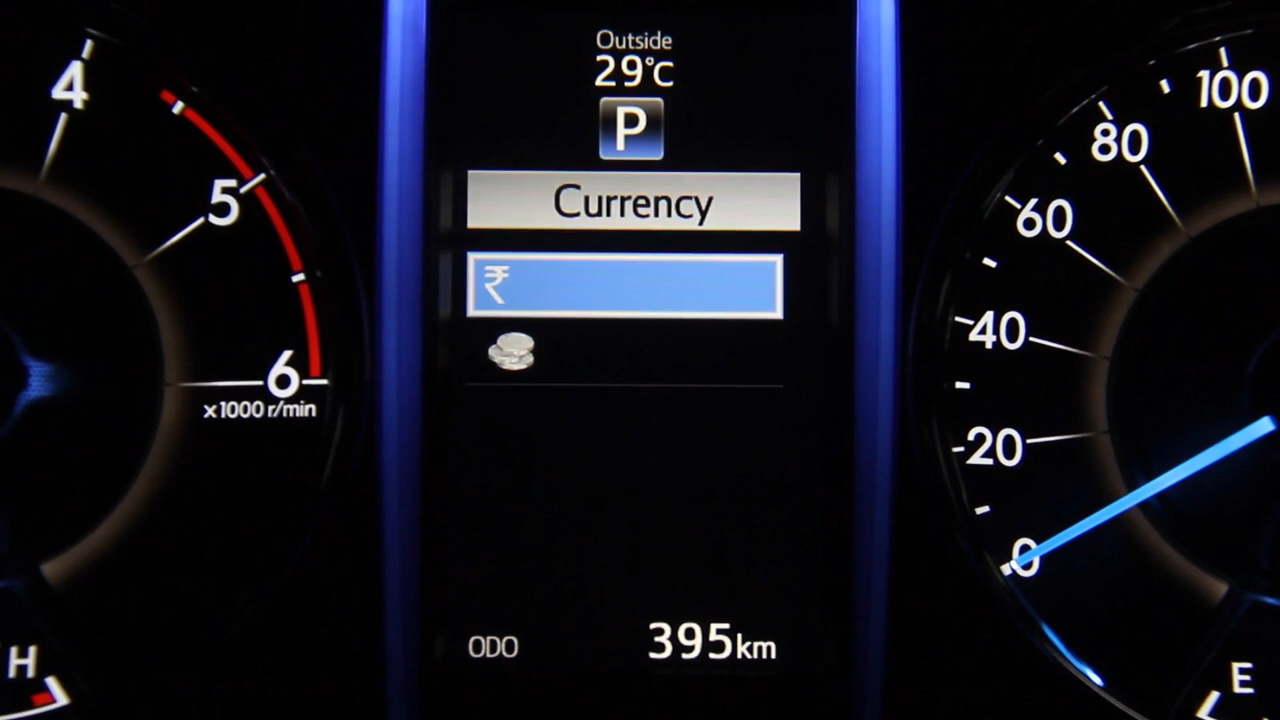 Outside
29°C
P
Currency
₹
ODO 395km
4
5
6
x1000 r/min
H
100
80
60
40
20
0
E